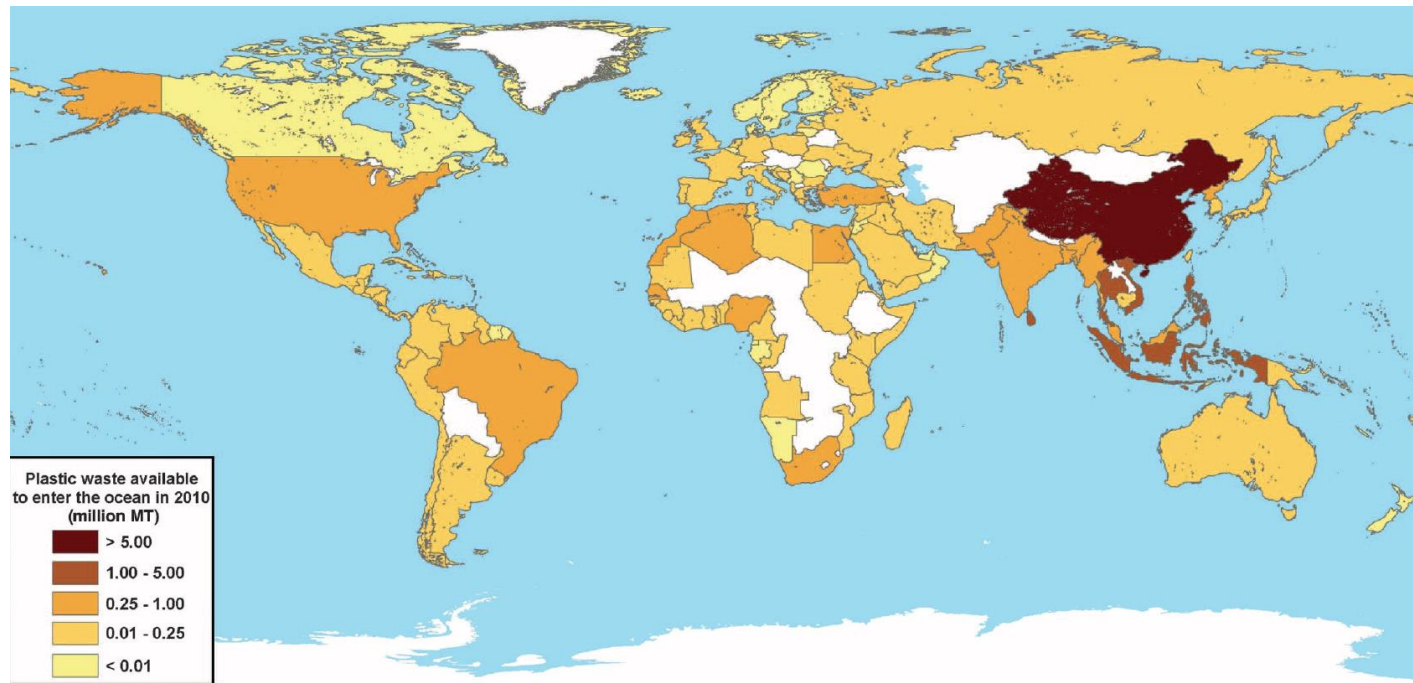 Plastic waste available
to enter the ocean in 2010
(million MT)
> 5.00
1.00 - 5.00
0.25 - 1.00
0.01 - 0.25
< 0.01